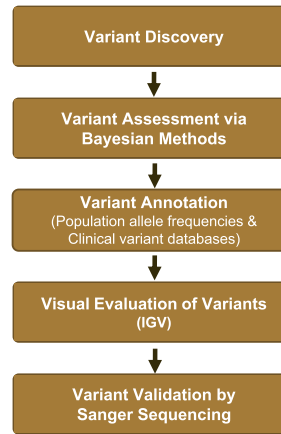 Variant Discovery
Variant Assessment via
Bayesian Methods
Variant Annotation
(Population allele frequencies &
Clinical variant databases)
Visual Evaluation of Variants
(IGV)
Variant Validation by
Sanger Sequencing